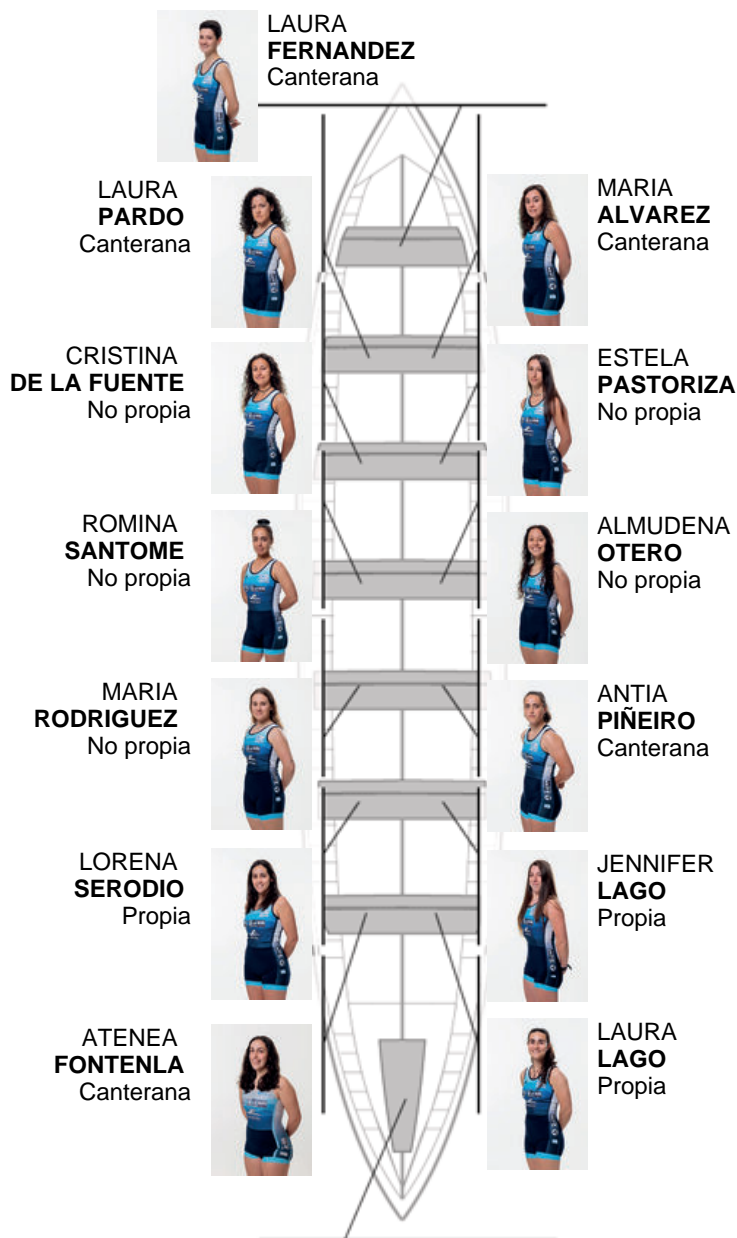 LAURA
FERNANDEZ
Canterana
LAURA
PARDO
Canterana
MARIA
ALVAREZ
Canterana
CRISTINA
DE LA FUENTE
No propia
ESTELA
PASTORIZA
No propia
ROMINA
SANTOME
No propia
ALMUDENA
OTERO
No propia
MARIA
RODRIGUEZ
No propia
ANTIA
PIÑEIRO
Canterana
LORENA
SERODIO
Propia
JENNIFER
LAGO
Propia
ATENEA
FONTENLA
Canterana
LAURA
LAGO
Propia